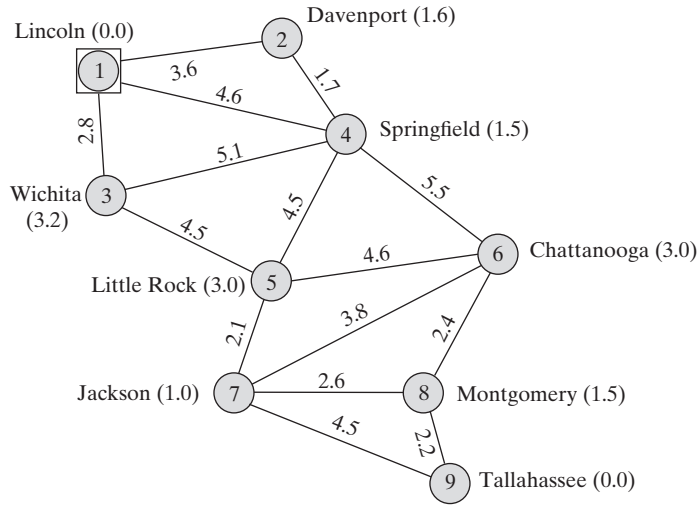 Davenport (1.6)
Lincoln (0.0)
2
1
3.6
1.7
4.6
2.8
4
Springfield (1.5)
5.1
Wichita
(3.2)
3
5.5
4.5
4.5
6
Chattanooga (3.0)
4.6
Little Rock (3.0)
5
3.8
2.1
2.4
2.6
Jackson (1.0)
7
8
Montgomery (1.5)
4.5
2.2
9
Tallahassee (0.0)